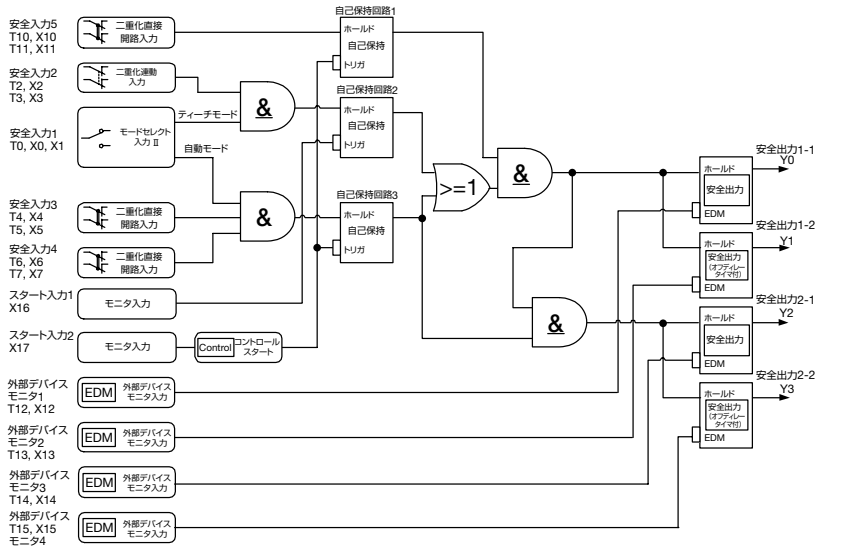 安全入力5
T10, X10
T11, X11
二重化直接
開路入力
安全入力2
T2, X2
T3, X3
二重化連動
入力
安全入力1
T0, X0, X1
モードセレクト
入力 Ⅱ
ティーチモード
自動モード
安全入力3
T4, X4
T5, X5
二重化直接
開路入力
安全入力4
T6, X6
T7, X7
二重化直接
開路入力
スタート入力1
X16
モニタ入力
スタート入力2
X17
モニタ入力
Control
コントロール
スタート
外部デバイス
モニタ1
T12, X12
EDM
外部デバイス
モニタ入力
外部デバイス
モニタ2
T13, X13
EDM
外部デバイス
モニタ入力
外部デバイス
モニタ3
T14, X14
EDM
外部デバイス
モニタ入力
外部デバイス
T15, X15
モニタ4
EDM
外部デバイス
モニタ入力
&
&
自己保持回路1
ホールド
自己保持
トリガ
自己保持回路2
ホールド
自己保持
トリガ
自己保持回路3
ホールド
自己保持
トリガ
>=1
&
&
安全出力1-1
Y0
ホールド
安全出力
EDM
安全出力1-2
Y1
ホールド
安全出力
(オフディレー
タイマ付)
EDM
安全出力2-1
Y2
ホールド
安全出力
EDM
安全出力2-2
Y3
ホールド
安全出力
(オフディレー
タイマ付)
EDM